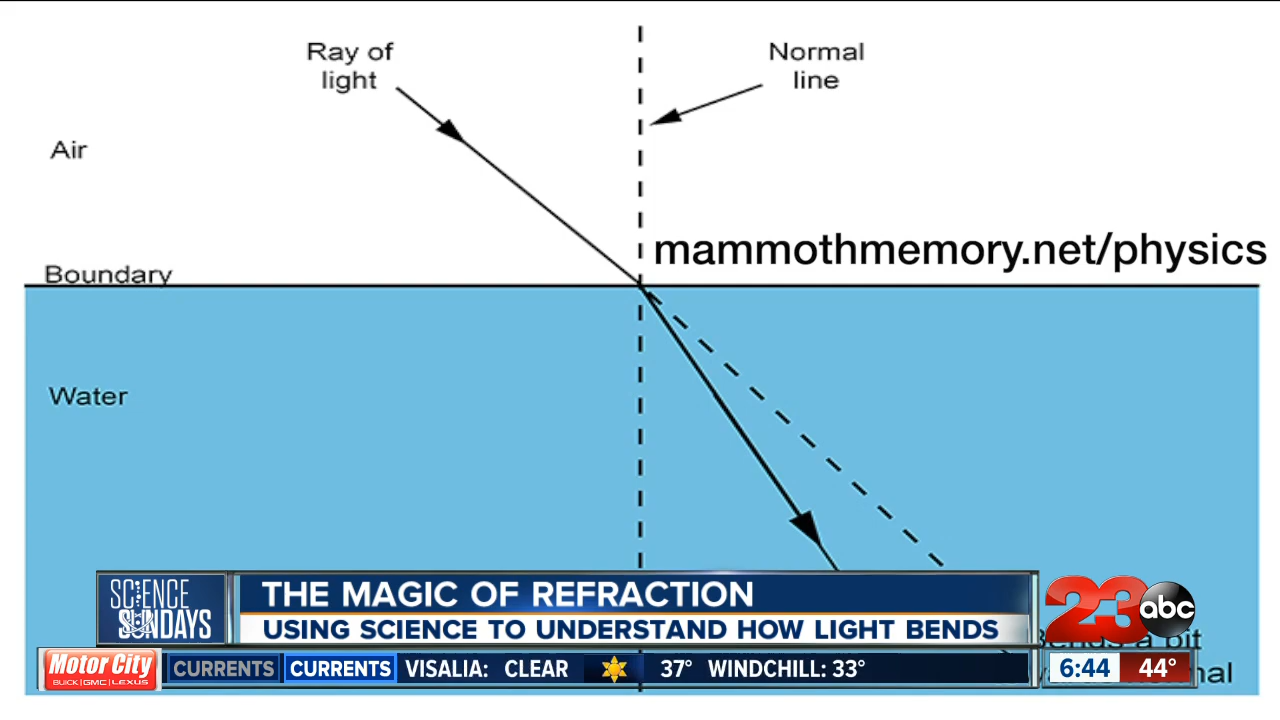 Ray of
light
Normal
line
Air
mammothmemory.net/physics
Boundary
Water
SCIENCE
SUNDAYS
THE MAGIC OF REFRACTION
USING SCIENCE TO UNDERSTAND HOW LIGHT BENDS
23 abc
a bit
Motor City
BUICK | GMC | LEXUS
CURRENTS
CURRENTS
VISALIA: CLEAR 37° WINDCHILL: 33°
6:44
44°